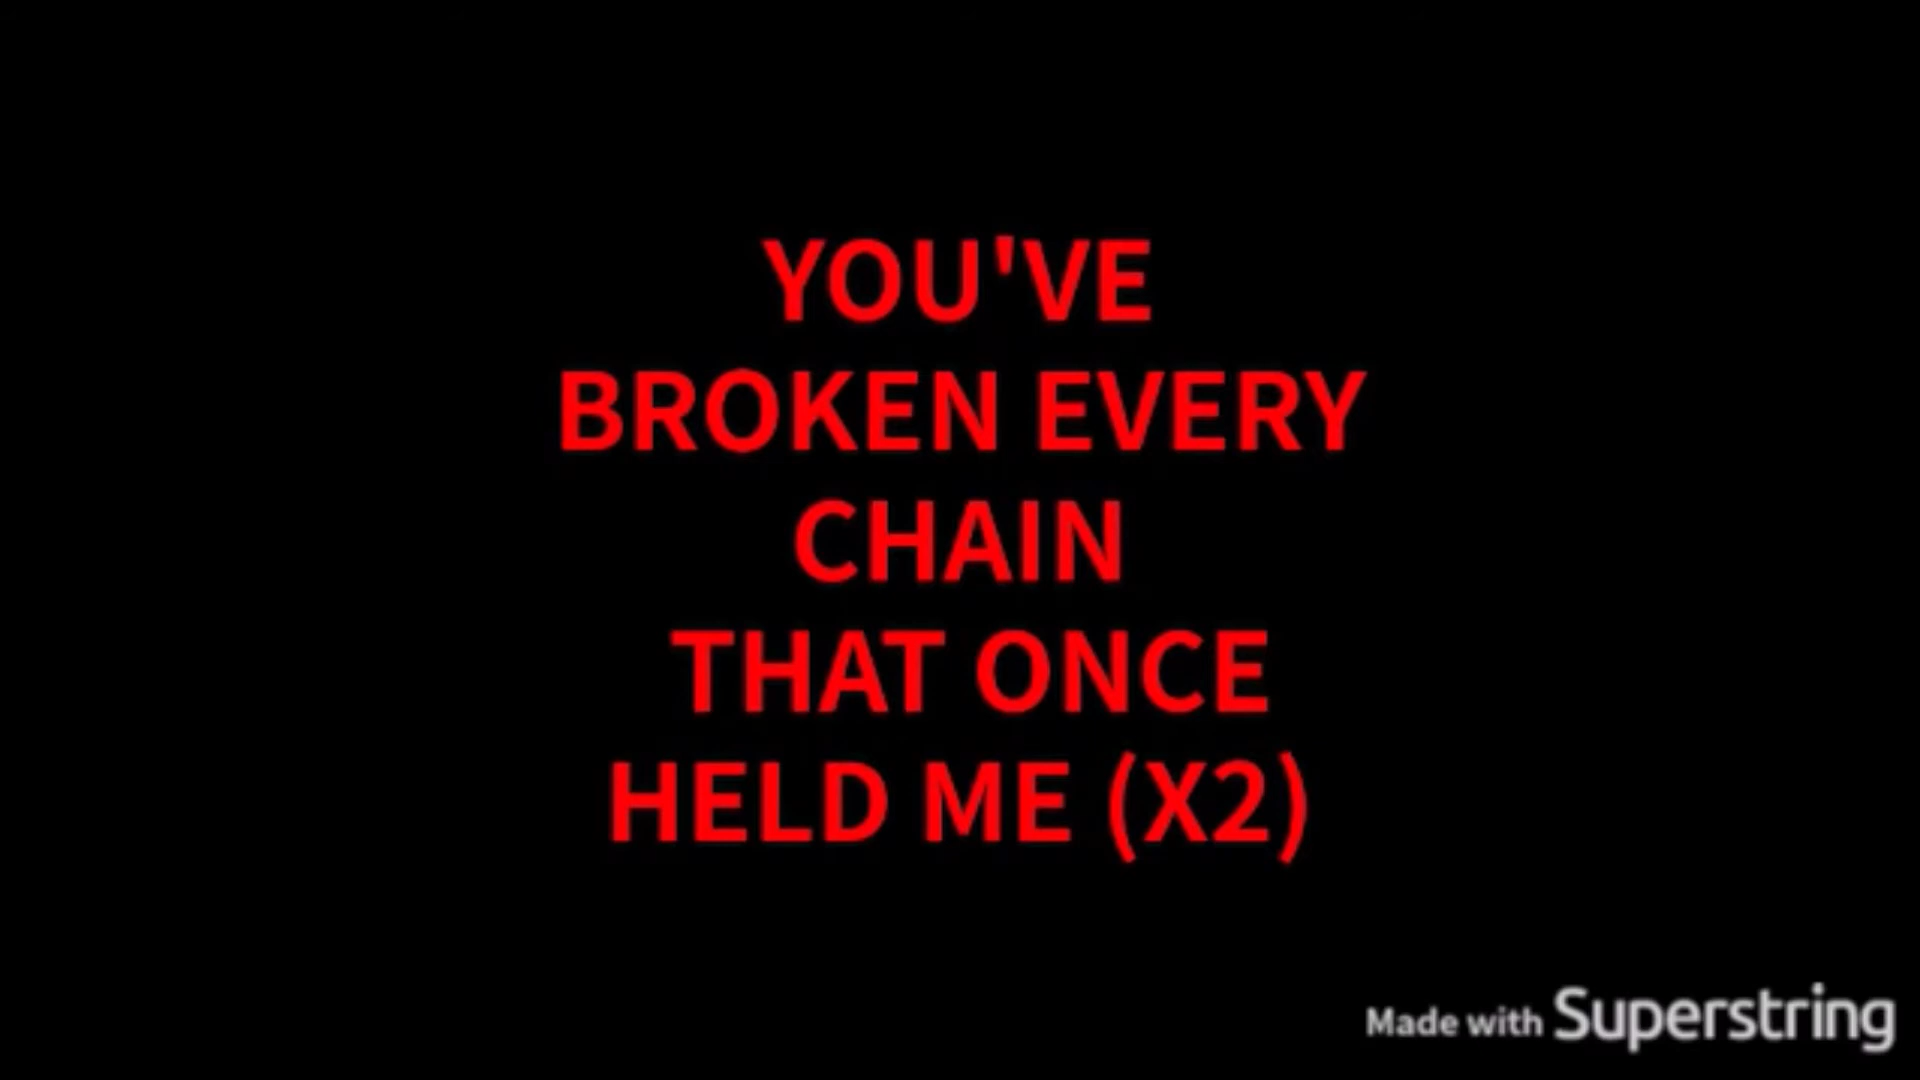 YOU'VE
BROKEN EVERY
CHAIN
THAT ONCE
HELD ME (X2)
Made with Superstring